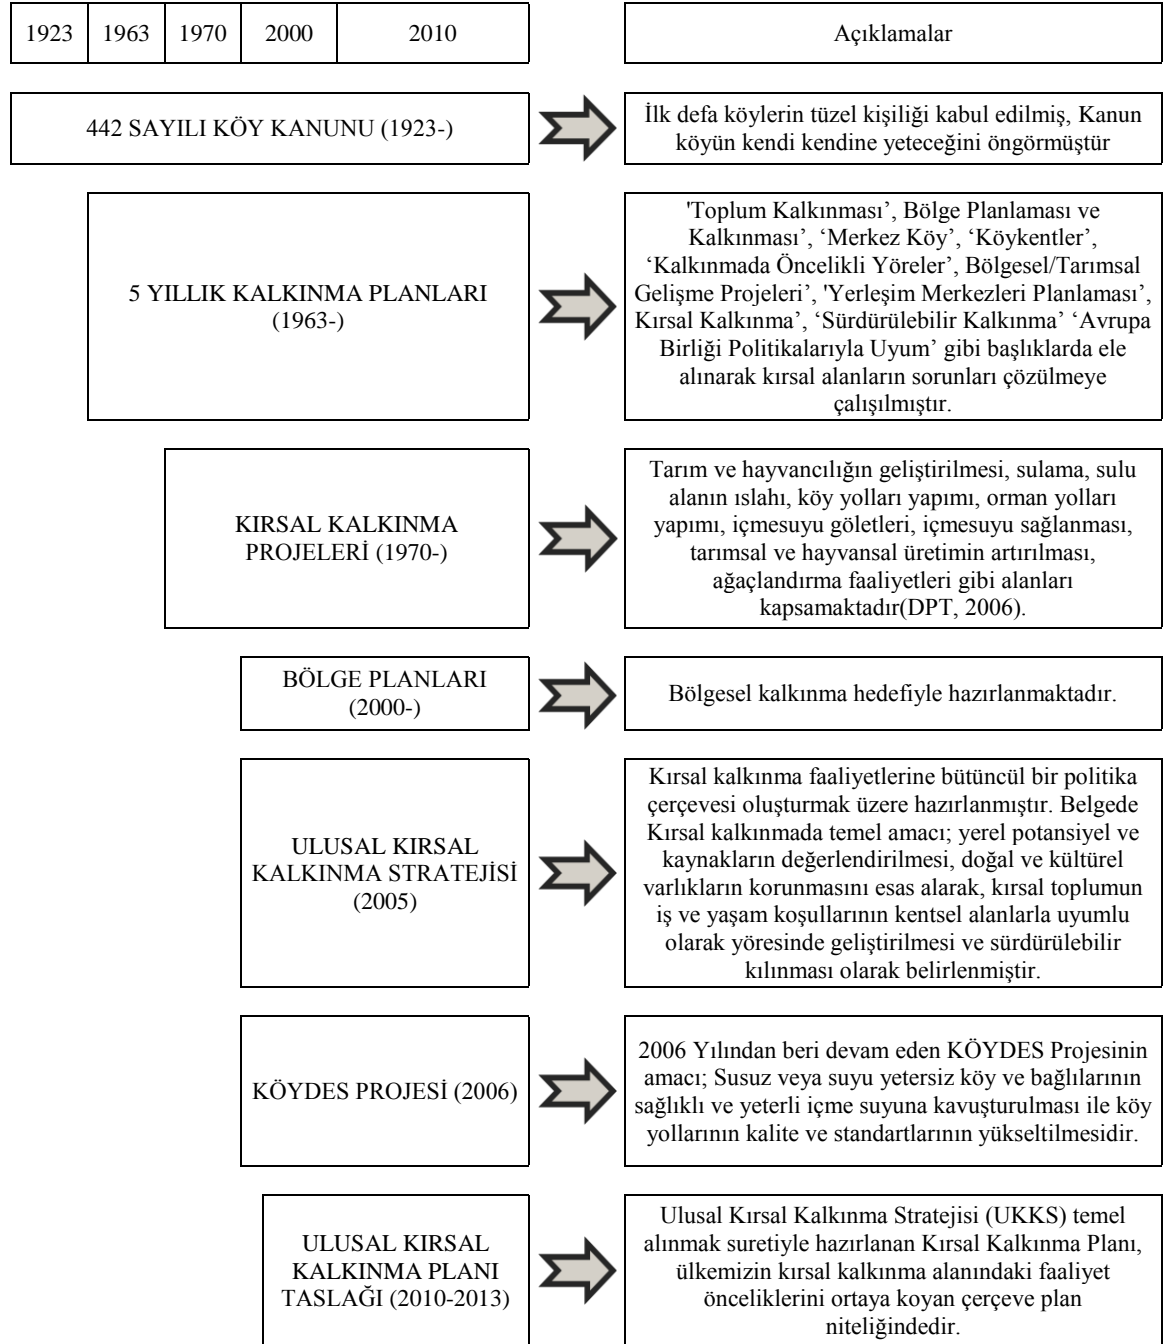 1923 1963 1970 2000 2010 Açıklamalar
442 SAYILI KÖY KANUNU (1923-)
İlk defa köylerin tüzel kişiliği kabul edilmiş, Kanun
köyün kendi kendine yeteceğini öngörmüştür
5 YILLIK KALKINMA PLANLARI
(1963-)
'Toplum Kalkınması’, Bölge Planlaması ve
Kalkınması’, ‘Merkez Köy’, ‘Köykentler’,
‘Kalkınmada Öncelikli Yöreler’, Bölgesel/Tarımsal
Gelişme Projeleri’, 'Yerleşim Merkezleri Planlaması’,
Kırsal Kalkınma’, ‘Sürdürülebilir Kalkınma’ ‘Avrupa
Birliği Politikalarıyla Uyum’ gibi başlıklarda ele
alınarak kırsal alanların sorunları çözülmeye
çalışılmıştır.
KIRSAL KALKINMA
PROJELERİ (1970-)
Tarım ve hayvancılığın geliştirilmesi, sulama, sulu
alanın ıslahı, köy yolları yapımı, orman yolları
yapımı, içmesuyu göletleri, içmesuyu sağlanması,
tarımsal ve hayvansal üretimin artırılması,
ağaçlandırma faaliyetleri gibi alanları
kapsamaktadır(DPT, 2006).
BÖLGE PLANLARI
(2000-)
Bölgesel kalkınma hedefiyle hazırlanmaktadır.
ULUSAL KIRSAL
KALKINMA STRATEJİSİ
(2005)
Kırsal kalkınma faaliyetlerine bütüncül bir politika
çerçevesi oluşturmak üzere hazırlanmıştır. Belgede
Kırsal kalkınmada temel amacı; yerel potansiyel ve
kaynakların değerlendirilmesi, doğal ve kültürel
varlıkların korunmasını esas alarak, kırsal toplumun
iş ve yaşam koşullarının kentsel alanlarla uyumlu
olarak yöresinde geliştirilmesi ve sürdürülebilir
kılınması olarak belirlenmiştir.
KÖYDES PROJESİ (2006)
2006 Yılından beri devam eden KÖYDES Projesinin
amacı; Susuz veya suyu yetersiz köy ve bağlılarının
sağlıklı ve yeterli içme suyuna kavuşturulması ile köy
yollarının kalite ve standartlarının yükseltilmesidir.
ULUSAL KIRSAL
KALKINMA PLANI
TASLAĞI (2010-2013)
Ulusal Kırsal Kalkınma Stratejisi (UKKS) temel
alınmak suretiyle hazırlanan Kırsal Kalkınma Planı,
ülkemizin kırsal kalkınma alanındaki faaliyet
önceliklerini ortaya koyan çerçeve plan
niteliğindedir.